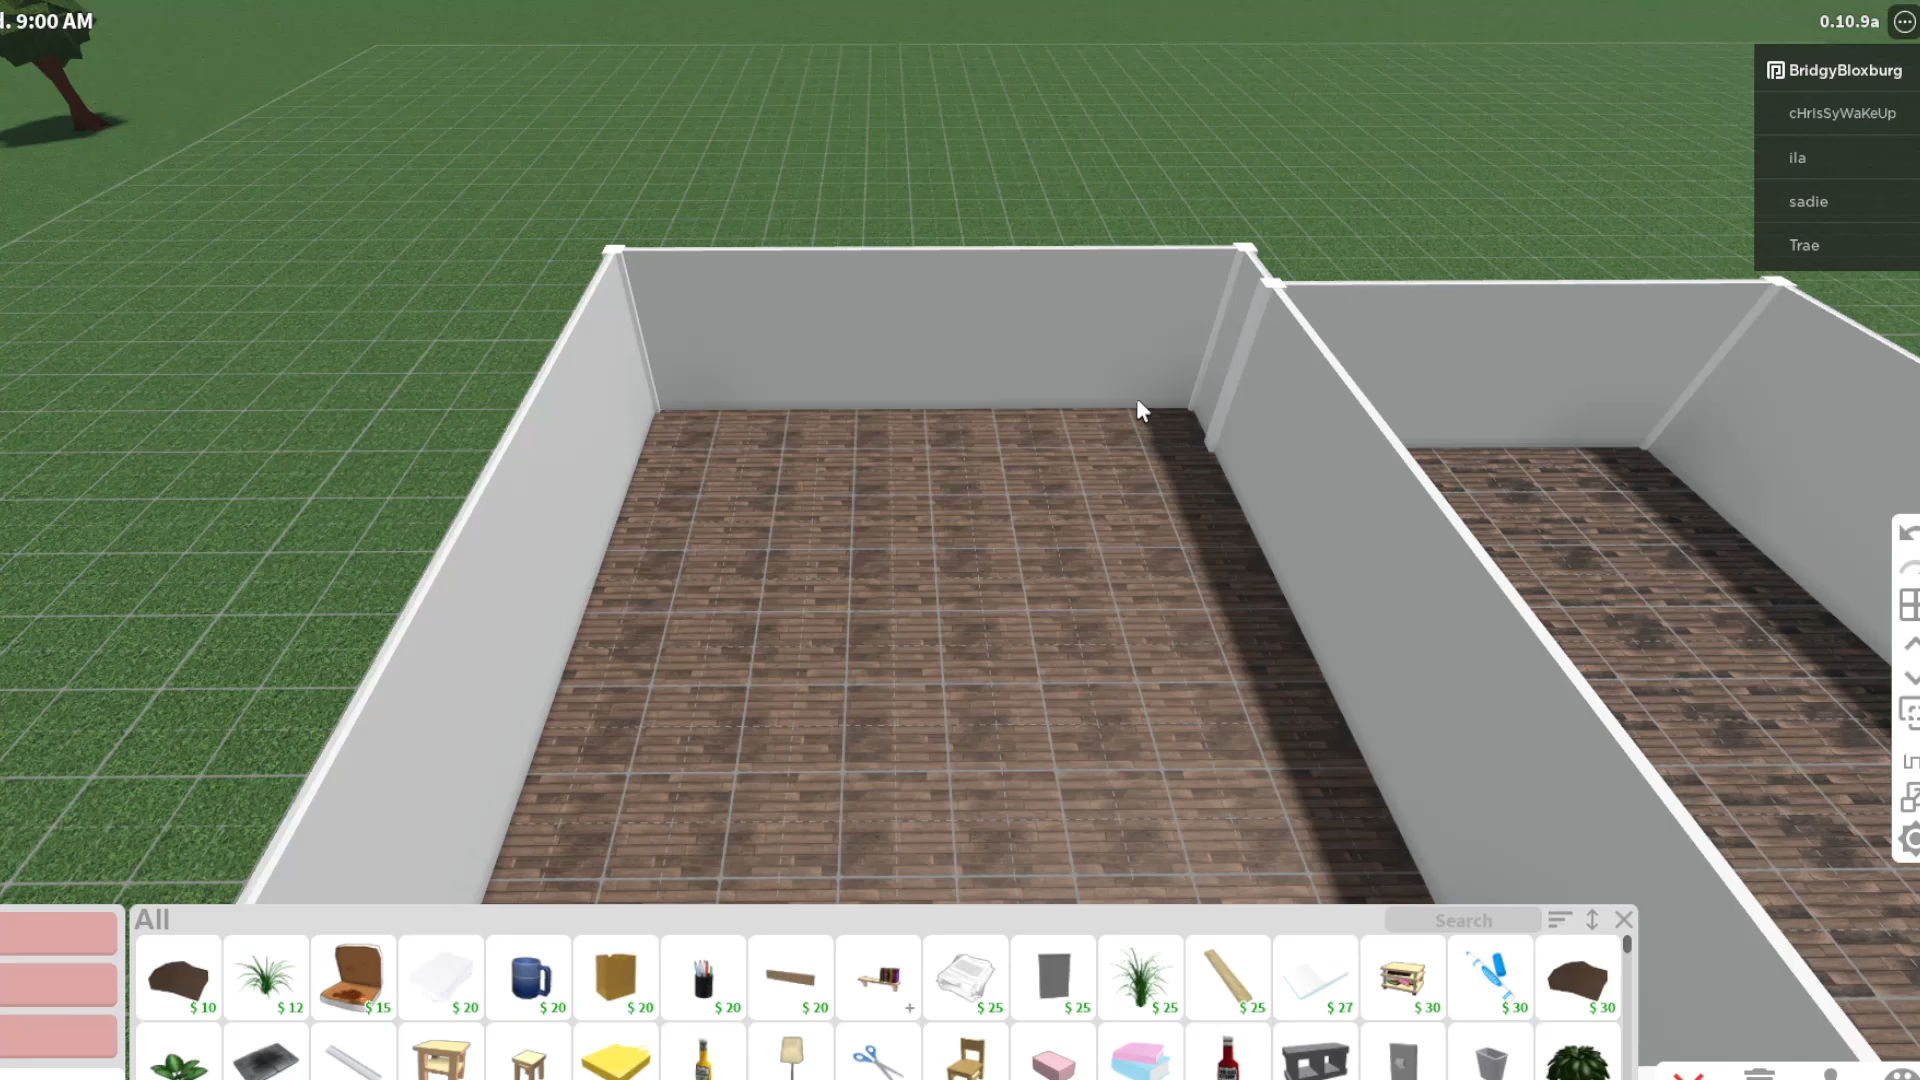 d. 9:00 AM
0.10.9a
BridgyBloxburg
cHrIsSyWaKeUp
ila
sadie
Trae
All
Search
$ 10
$ 12
$ 15
$ 20
$ 20
$ 20
$ 20
$ 20
+
$ 25
$ 25
$ 25
$ 25
$ 27
$ 30
$ 30
$ 30